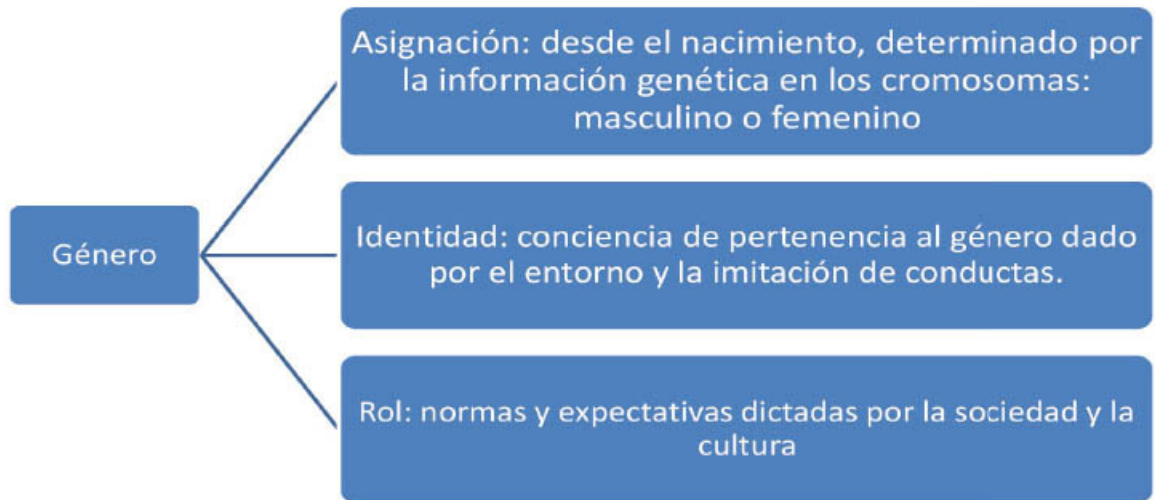 Asignación: desde el nacimiento, determinado por
la información genética en los cromosomas:
masculino o femenino
Género
Identidad: conciencia de pertenencia al género dado
por el entorno y la imitación de conductas.
Rol: normas y expectativas dictadas por la sociedad y la
cultura